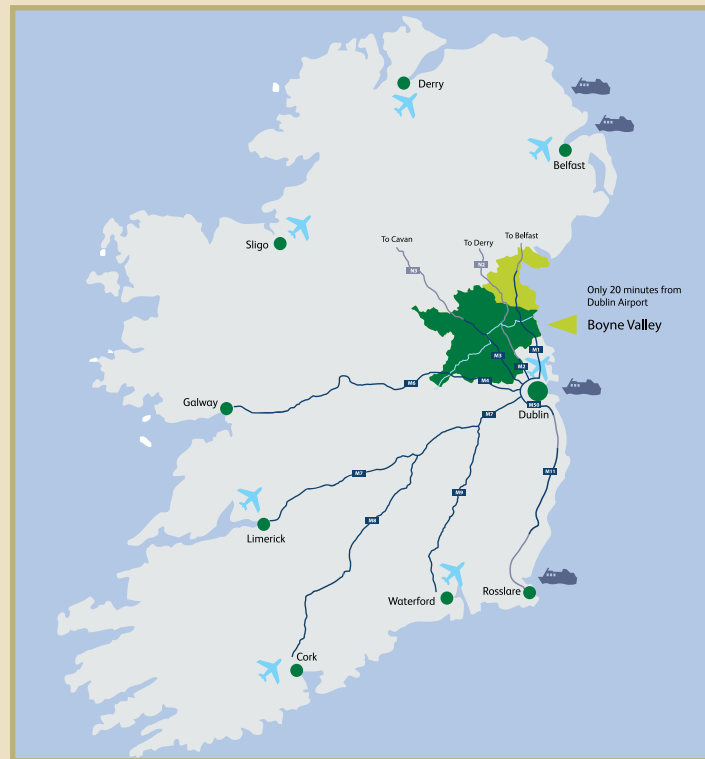 Derry
Belfast
Sligo
To Cavan
To Derry
To Belfast
N3
N2
Only 20 minutes from
Dublin Airport
Boyne Valley
M1
M3
M2
M6
M4
Galway
M50
Dublin
M7
M7
M11
M9
M8
Limerick
Waterford
Rosslare
Cork